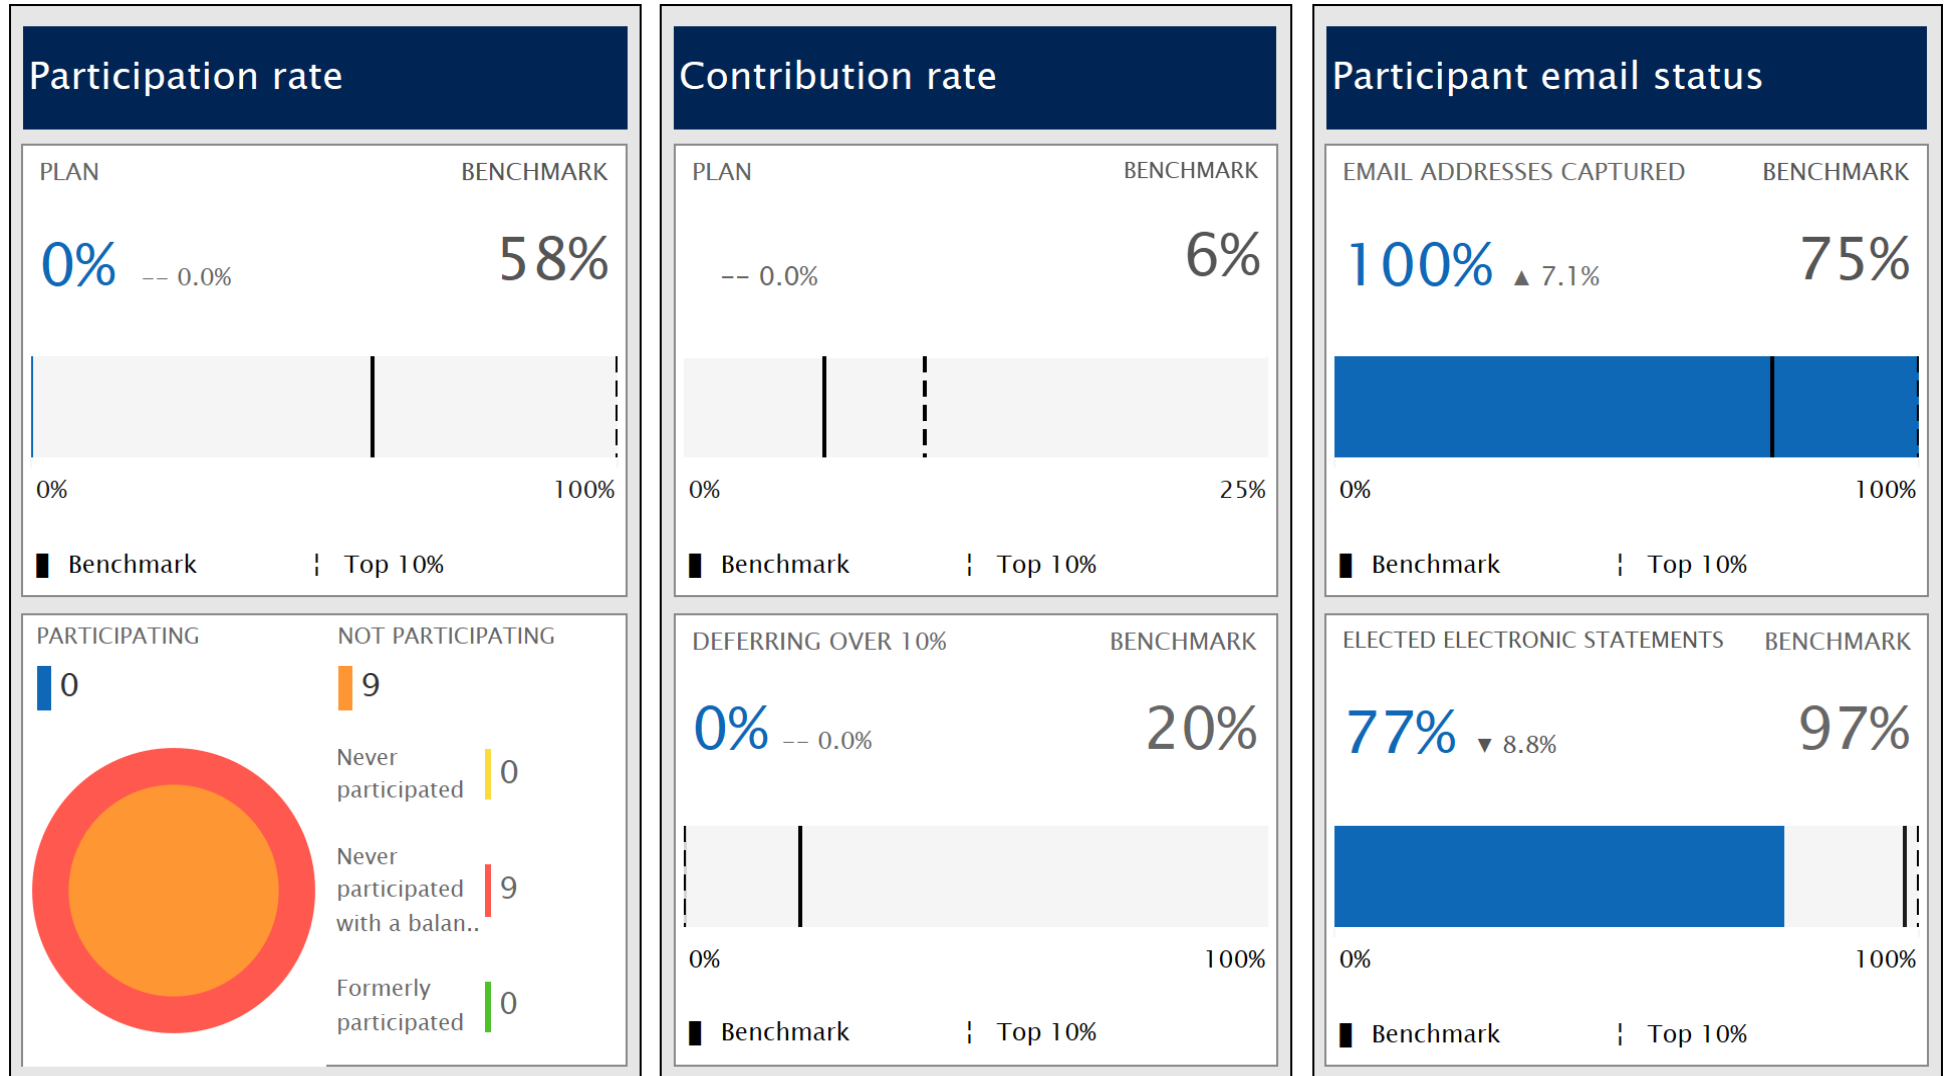 Participation rate
PLAN BENCHMARK
0% -- 0.0% 58%
0% 100%
Benchmark Top 10%
PARTICIPATING NOT PARTICIPATING
0 9
Never
participated 0
Never
participated 9
with a balan..
Formerly
participated 0
Contribution rate
PLAN BENCHMARK
-- 0.0% 6%
0% 25%
Benchmark Top 10%
DEFERRING OVER 10% BENCHMARK
0% -- 0.0% 20%
0% 100%
Benchmark Top 10%
Participant email status
EMAIL ADDRESSES CAPTURED BENCHMARK
100% ▲ 7.1% 75%
0% 100%
Benchmark Top 10%
ELECTED ELECTRONIC STATEMENTS BENCHMARK
77% ▼ 8.8% 97%
0% 100%
Benchmark Top 10%